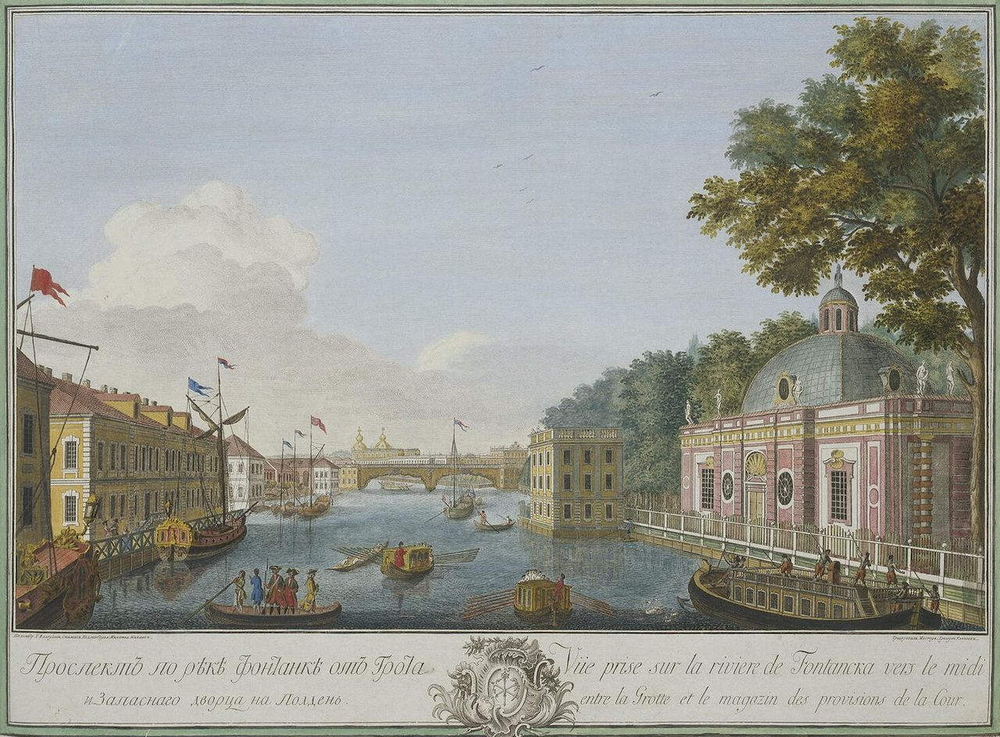 Проспектъ по рѣкѣ фонтанкѣ отъ Грота
и Запаснаго дворца на Полдень.
Vüe prise sur la riviere de Fontancka vers le midi
entre la Grotte et le magazin des provisions de la Cour.